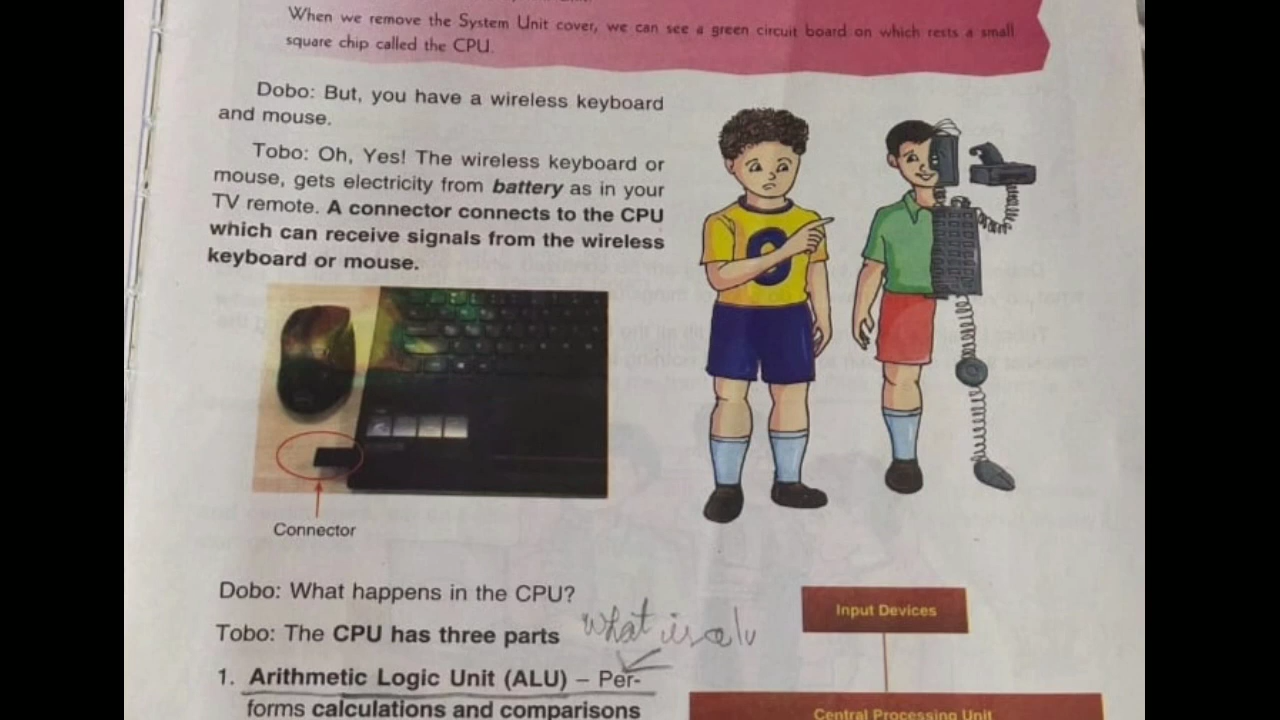 When we remove the System Unit cover, we can see a green circuit board on which rests a small
square chip called the CPU.
Dobo: But, you have a wireless keyboard
and mouse.
Tobo: Oh, Yes! The wireless keyboard or
mouse, gets electricity from battery as in your
TV remote. A connector connects to the CPU
which can receive signals from the wireless
keyboard or mouse.
Connector
Dobo: What happens in the CPU?
Tobo: The CPU has three parts
what is alu
1. Arithmetic Logic Unit (ALU) – Per-
forms calculations and comparisons
Input Devices
Central Processing Unit